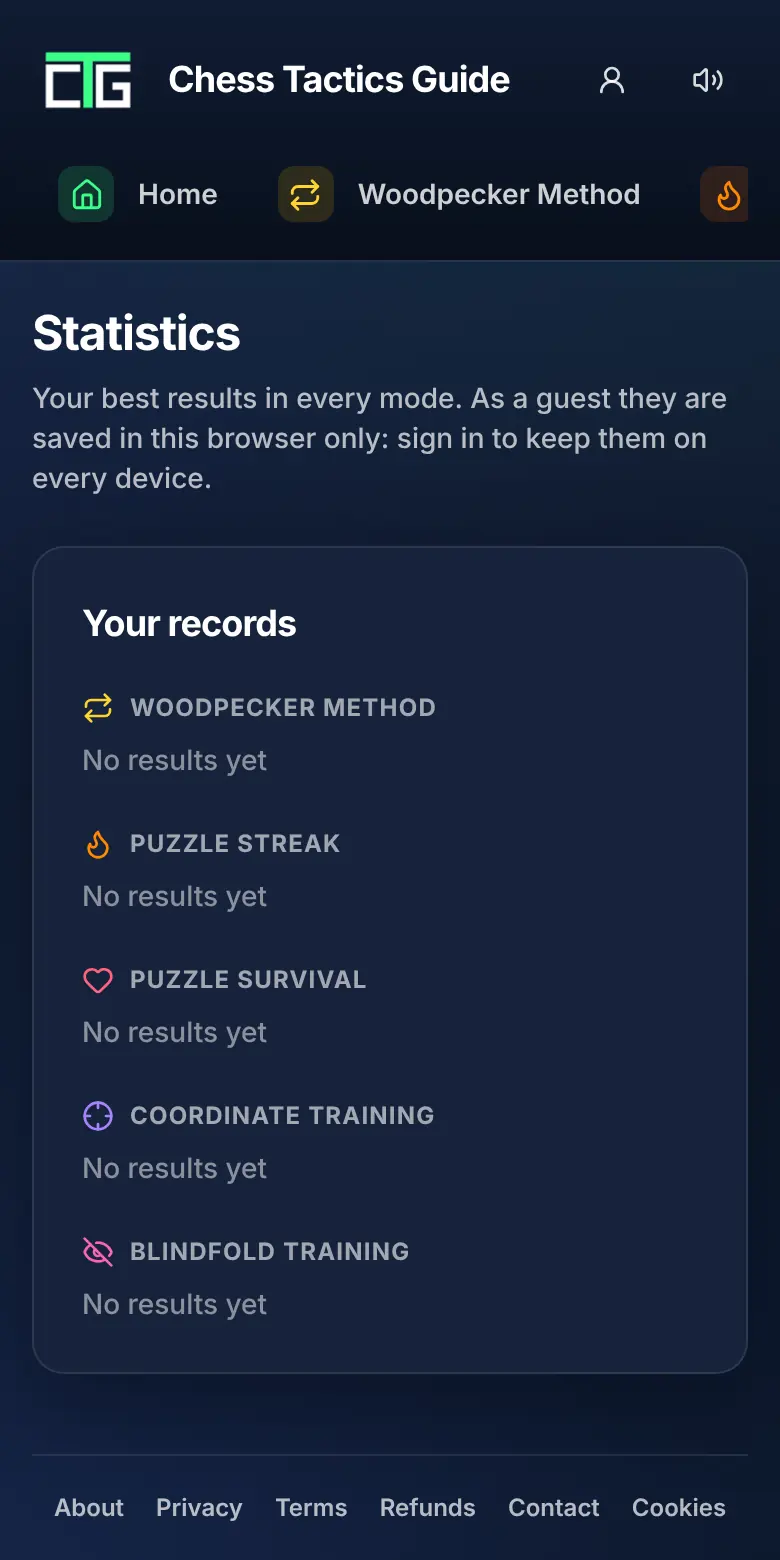 CTG
Chess Tactics Guide
Home
Woodpecker Method
Statistics
Your best results in every mode. As a guest they are
saved in this browser only: sign in to keep them on
every device.
Your records
WOODPECKER METHOD
No results yet
PUZZLE STREAK
No results yet
PUZZLE SURVIVAL
No results yet
COORDINATE TRAINING
No results yet
BLINDFOLD TRAINING
No results yet
About Privacy Terms Refunds Contact Cookies